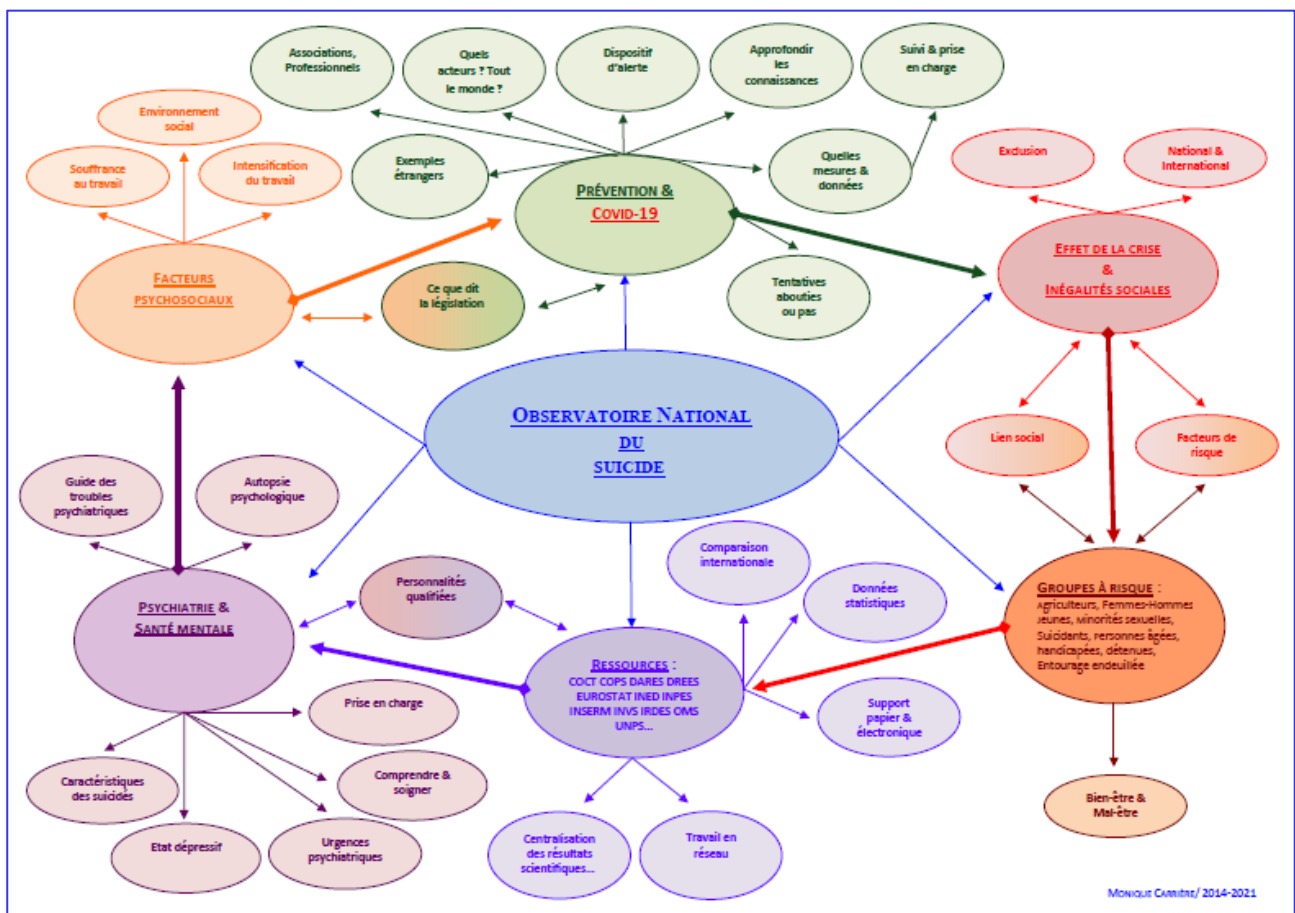 Associations,
Professionnels
Quels
acteurs ? Tout
le monde ?
Dispositif
d'alerte
Approfondir
les
connaissances
Suivi & prise
en charge
Environnement
social
Souffrance
au travail
Intensification
du travail
Exemples
étrangers
Quelles
mesures &
données
Exclusion
National &
International
PRÉVENTION &
COVID-19
FACTEURS
PSYCHOSOCIAUX
Ce que dit
la législation
Tentatives
abouties
ou pas
EFFET DE LA CRISE
&
INÉGALITÉS SOCIALES
OBSERVATOIRE NATIONAL
DU
SUICIDE
Lien social
Facteurs de
risque
Guide des
troubles
psychiatriques
Autopsie
psychologique
Comparaison
internationale
Données
statistiques
Personnalités
qualifiées
PSYCHIATRIE &
SANTÉ MENTALE
GROUPES À RISQUE :
Agriculteurs, Femmes-Hommes
Jeunes, Minorités sexuelles,
Suicidants, Personnes âgées,
handicapées, détenues,
Entourage endeuillée
RESSOURCES :
COCT COPS DARES DREES
EUROSTAT INED INPES
INSERM INVS IRDES OMS
UNPS...
Support
papier &
électronique
Prise en charge
Caractéristiques
des suicidés
Comprendre &
soigner
Etat dépressif
Urgences
psychiatriques
Centralisation
des résultats
scientifiques...
Travail en
réseau
Bien-être &
Mal-être
MONIQUE CARRIÈRE/ 2014-2021